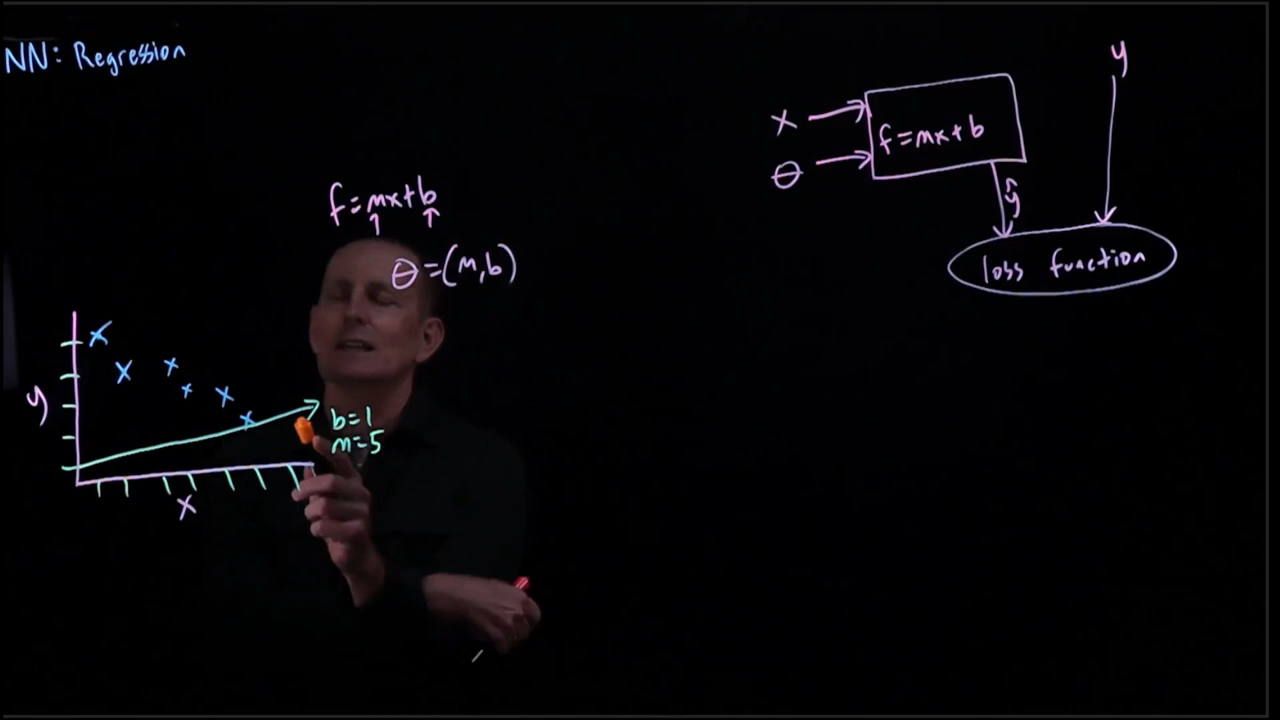 NN: Regression
y
x
θ
f=mx+b
ŷ
loss function
f=mx+b
θ=(m,b)
y
b=1
m=5
x